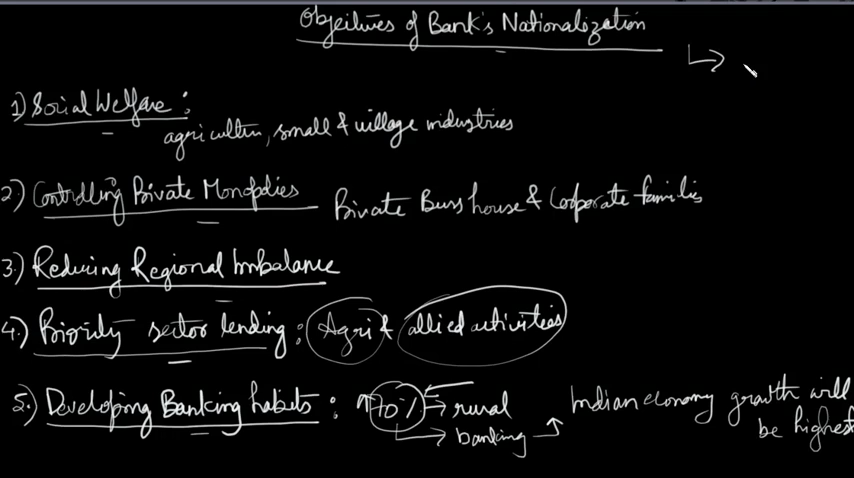 Objectives of Bank's Nationalization
1) Social Welfare :
agriculture, small & village industries
2) Controlling Private Monopolies Private Buss house & Corporate families
3.) Reducing Regional Imbalance
4.) Priority sector lending : Agri & allied activities
5.) Developing Banking habits : ↑70% → rural
→ banking → Indian economy growth will
be highest